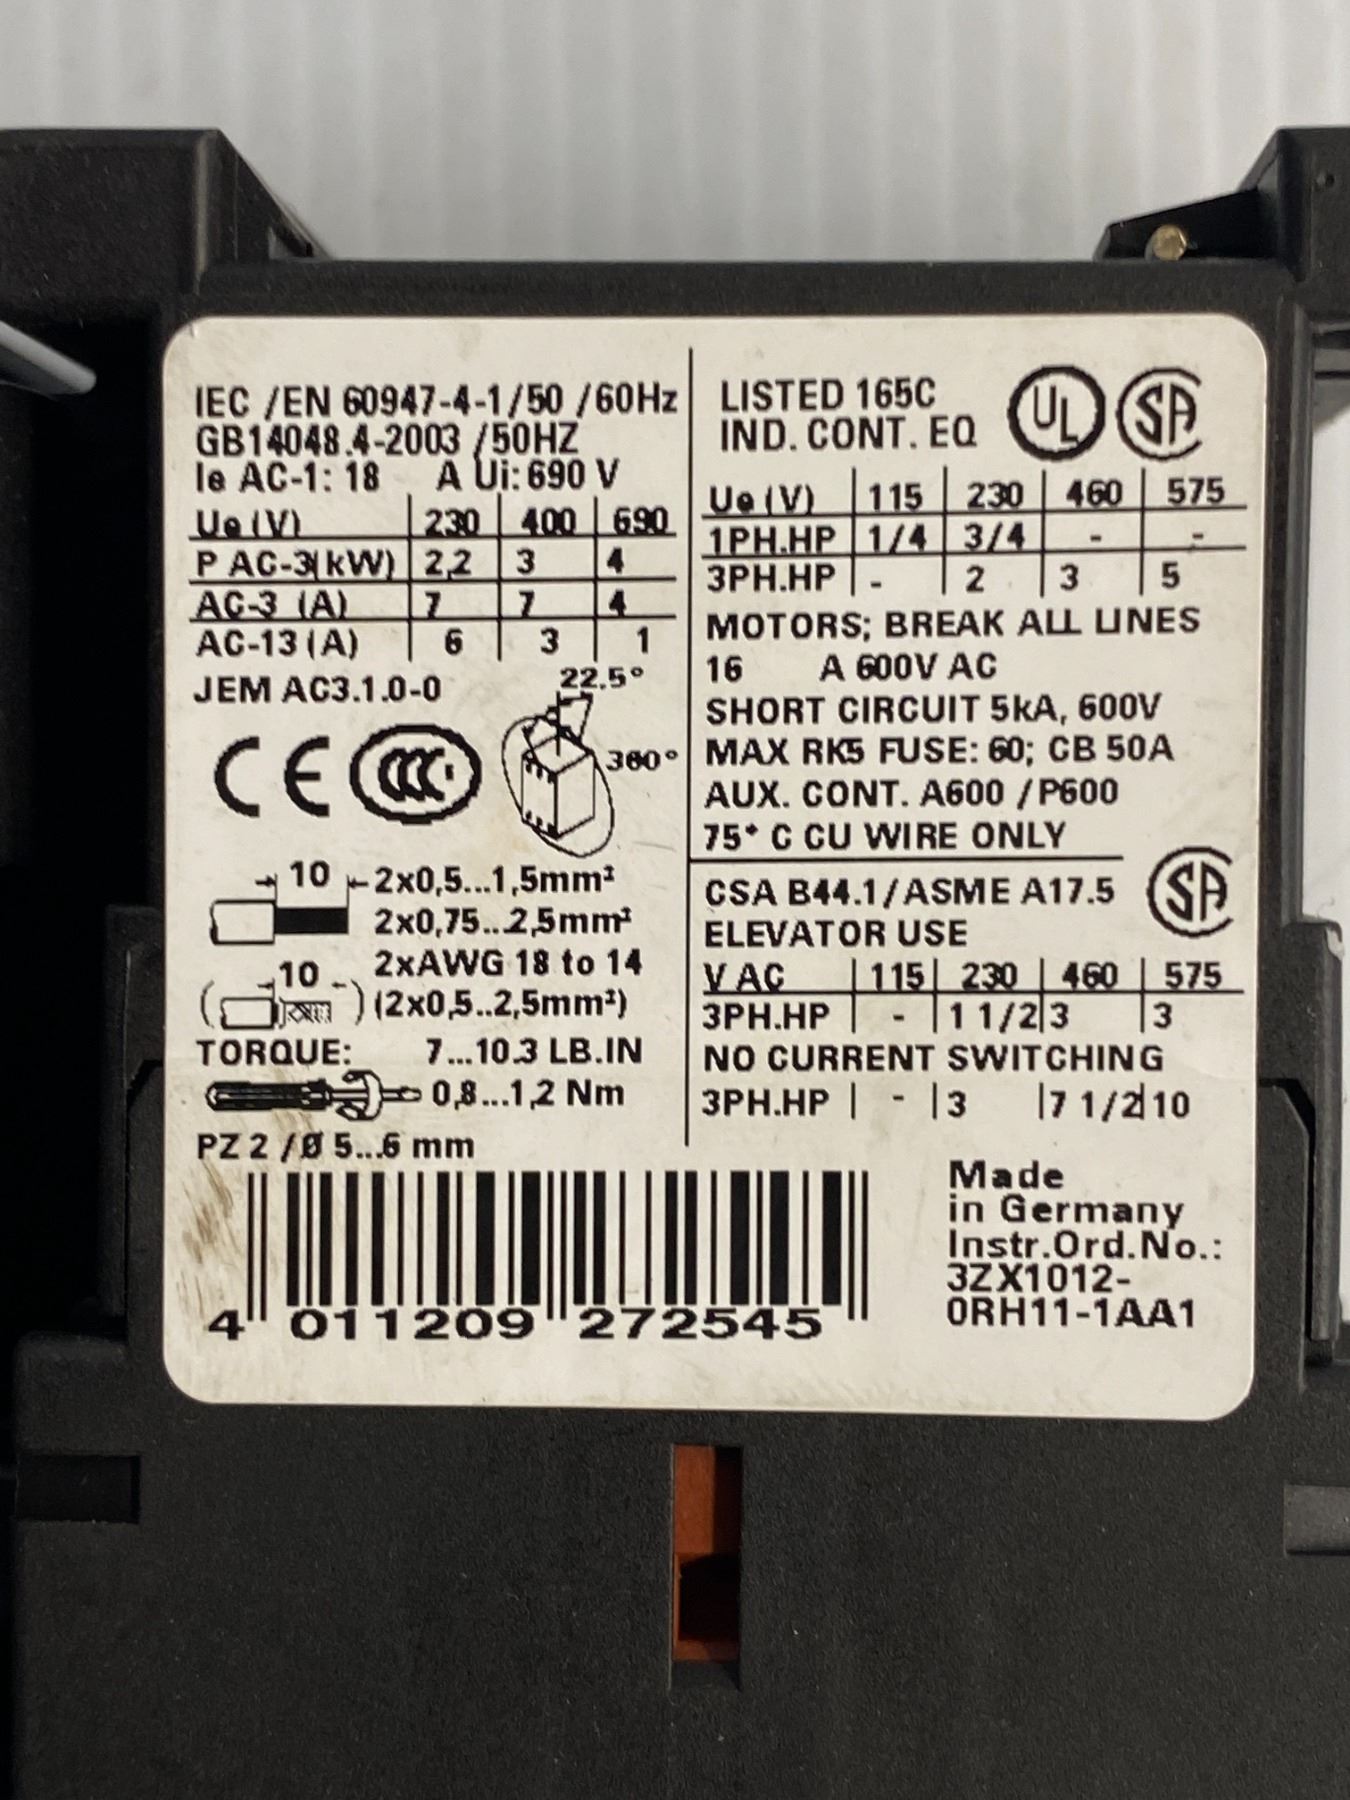 IEC /EN 60947-4-1/50 /60Hz
GB14048.4-2003 /50HZ
Ie AC-1: 18 A Ui: 690 V
Ue (V) 230 400 690
P AC-3(kW) 2,2 3 4
AC-3 (A) 7 7 4
AC-13 (A) 6 3 1
JEM AC3.1.0-0
22.5°
360°
CE CCC
10 2x0,5...1,5mm²
2x0,75...2,5mm²
2xAWG 18 to 14
10 (2x0,5..2,5mm²)
TORQUE: 7...10.3 LB.IN
0,8...1,2 Nm
PZ 2 /Ø 5...6 mm
LISTED 165C
IND. CONT. EQ
UL SA
Ue (V) 115 230 460 575
1PH.HP 1/4 3/4 - -
3PH.HP - 2 3 5
MOTORS; BREAK ALL LINES
16 A 600V AC
SHORT CIRCUIT 5kA, 600V
MAX RK5 FUSE: 60; CB 50A
AUX. CONT. A600 /P600
75° C CU WIRE ONLY
CSA B44.1/ASME A17.5
ELEVATOR USE
SA
V AC 115 230 460 575
3PH.HP - 1 1/2 3 3
NO CURRENT SWITCHING
3PH.HP - 3 7 1/2 10
4 011209 272545
Made
in Germany
Instr.Ord.No.:
3ZX1012-
0RH11-1AA1